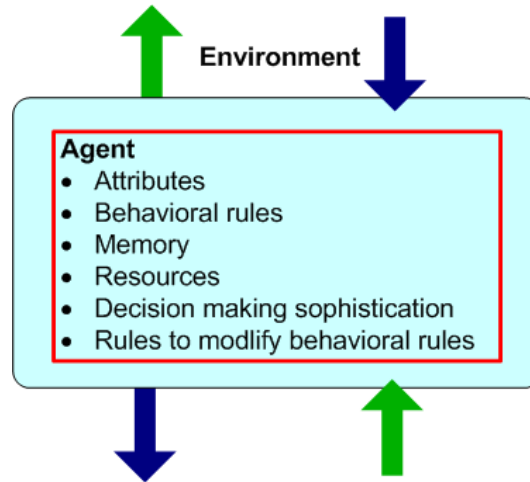 Environment
Agent
• Attributes
• Behavioral rules
• Memory
• Resources
• Decision making sophistication
• Rules to modlify behavioral rules